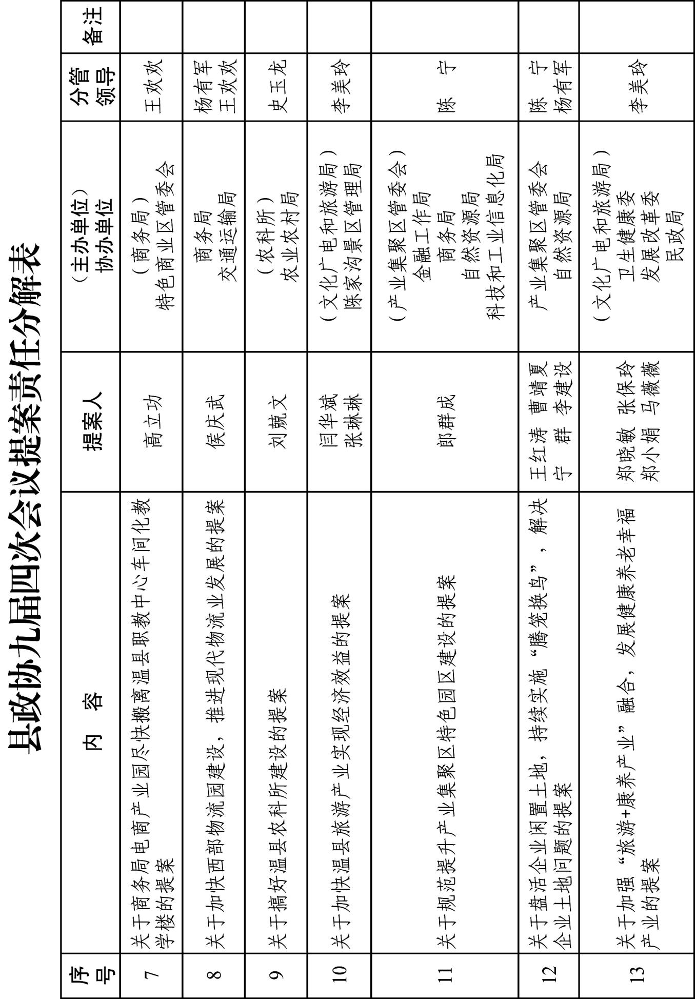 县政协九届四次会议提案责任分解表
序号
内　容
提案人
（主办单位）
协办单位
分管
领导
备注
7
关于商务局电商产业园尽快搬离温县职教中心车间化教
学楼的提案
高立功
（商务局）
特色商业区管委会
王欢欢
8
关于加快西部物流园建设，推进现代物流业发展的提案
侯庆武
商务局
交通运输局
杨有军
王欢欢
9
关于搞好温县农科所建设的提案
刘兢文
（农科所）
农业农村局
史玉龙
10
关于加快温县旅游产业实现经济效益的提案
闫华斌
张琳琳
（文化广电和旅游局）
陈家沟景区管理局
李美玲
11
关于规范提升产业集聚区特色园区建设的提案
郎群成
（产业集聚区管委会）
金融工作局
商务局
自然资源局
科技和工业信息化局
陈　宁
12
关于盘活企业闲置土地，持续实施“腾笼换鸟”，解决
企业土地问题的提案
王红涛　曹靖夏
宁　群　李建设
产业集聚区管委会
自然资源局
陈　宁
杨有军
13
关于加强“旅游+康养产业”融合，发展健康养老幸福
产业的提案
郑晓敏　张保玲
郑小娟　马薇薇
（文化广电和旅游局）
卫生健康委
发展改革委
民政局
李美玲